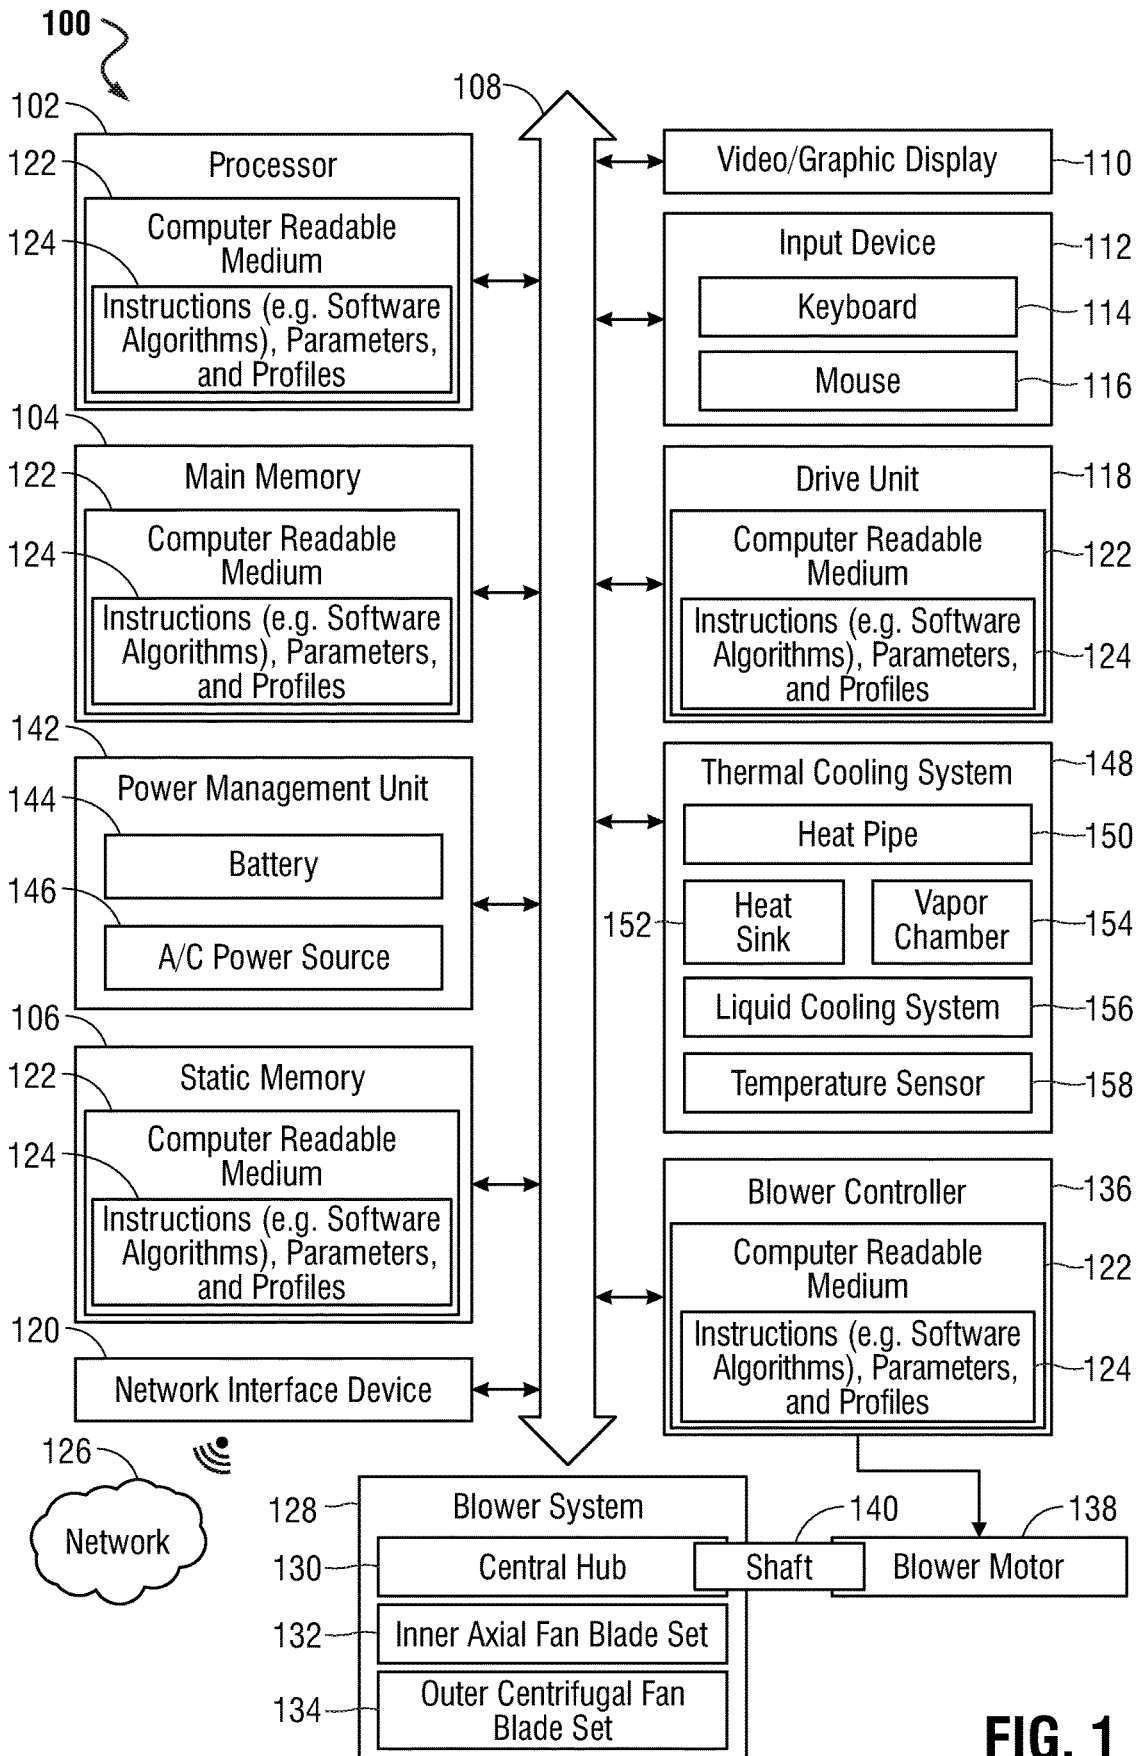 100
108
102
Processor
122
Computer Readable
Medium
124
Instructions (e.g. Software
Algorithms), Parameters,
and Profiles
104
Main Memory
122
Computer Readable
Medium
124
Instructions (e.g. Software
Algorithms), Parameters,
and Profiles
142
Power Management Unit
144
Battery
146
A/C Power Source
106
Static Memory
122
Computer Readable
Medium
124
Instructions (e.g. Software
Algorithms), Parameters,
and Profiles
120
Network Interface Device
126
Network
Video/Graphic Display
110
Input Device
112
Keyboard
114
Mouse
116
Drive Unit
118
Computer Readable
Medium
122
Instructions (e.g. Software
Algorithms), Parameters,
and Profiles
124
Thermal Cooling System
148
Heat Pipe
150
152
Heat
Sink
Vapor
Chamber
154
Liquid Cooling System
156
Temperature Sensor
158
Blower Controller
136
Computer Readable
Medium
122
Instructions (e.g. Software
Algorithms), Parameters,
and Profiles
124
128
Blower System
130
Central Hub
140
Shaft
138
Blower Motor
132
Inner Axial Fan Blade Set
134
Outer Centrifugal Fan
Blade Set
FIG. 1